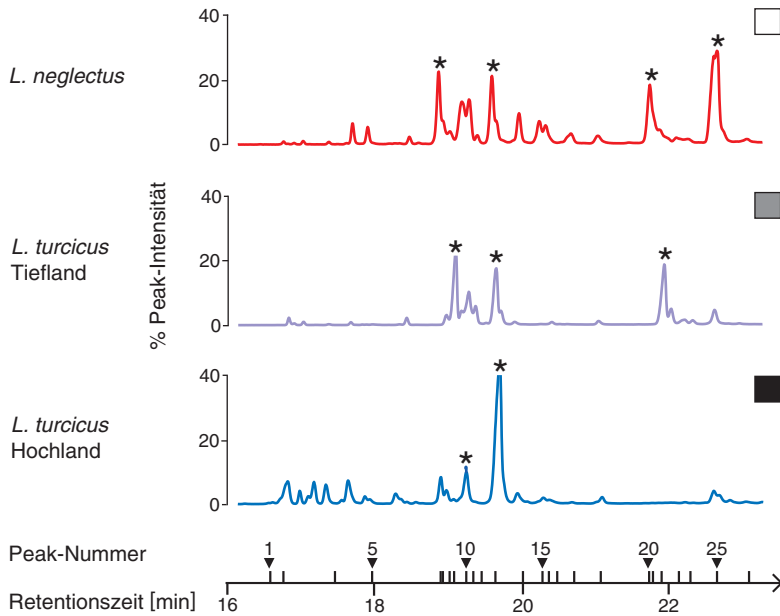 40
20
0
L. neglectus
* * * *
40
20
0
L. turcicus
Tiefland
* * *
% Peak-Intensität
40
20
0
L. turcicus
Hochland
* *
Peak-Nummer 1 5 10 15 20 25
Retentionszeit [min] 16 18 20 22